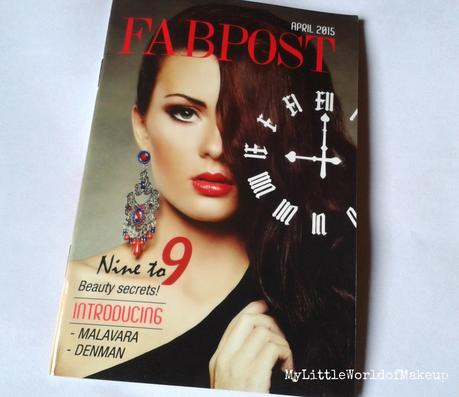 APRIL 2015
FABPOST
Nine to 9
Beauty secrets!
INTRODUCING
- MALAVARA
- DENMAN
MyLittleWorldofMakeup